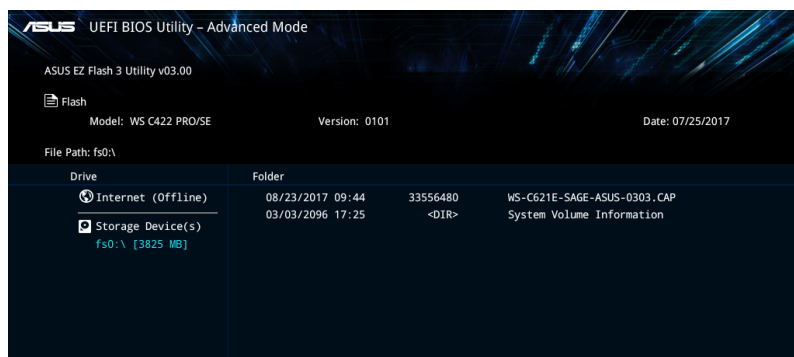 ASUS UEFI BIOS Utility – Advanced Mode
ASUS EZ Flash 3 Utility v03.00
Flash
Model: WS C422 PRO/SE Version: 0101 Date: 07/25/2017
File Path: fs0:\
Drive Folder
Internet (Offline) 08/23/2017 09:44 33556480 WS-C621E-SAGE-ASUS-0303.CAP
03/03/2096 17:25 <DIR> System Volume Information
Storage Device(s)
fs0:\ [3825 MB]